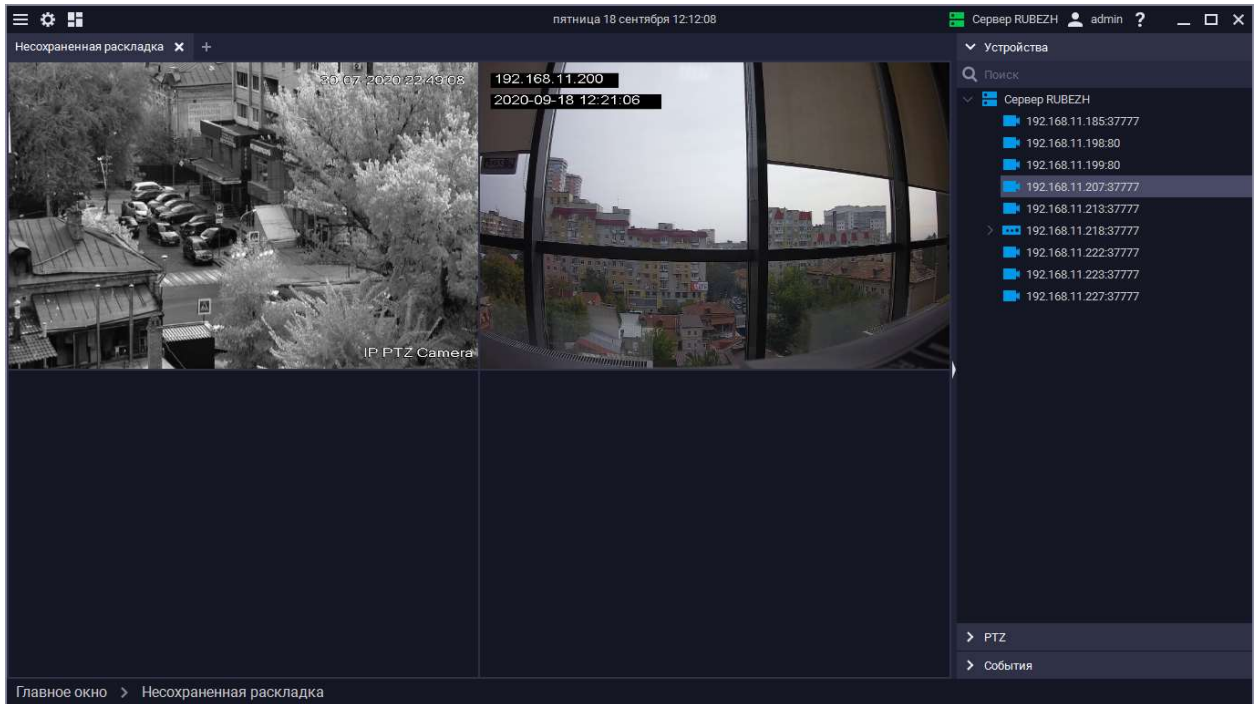 пятница 18 сентября 12:12:08
Сервер RUBEZH admin ?
Несохраненная раскладка
Устройства
30-07-2020 22:49:08
IP PTZ Camera
192.168.11.200
2020-09-18 12:21:06
Поиск
Сервер RUBEZH
192.168.11.185:37777
192.168.11.198:80
192.168.11.199:80
192.168.11.207:37777
192.168.11.213:37777
192.168.11.218:37777
192.168.11.222:37777
192.168.11.223:37777
192.168.11.227:37777
PTZ
События
Главное окно > Несохраненная раскладка